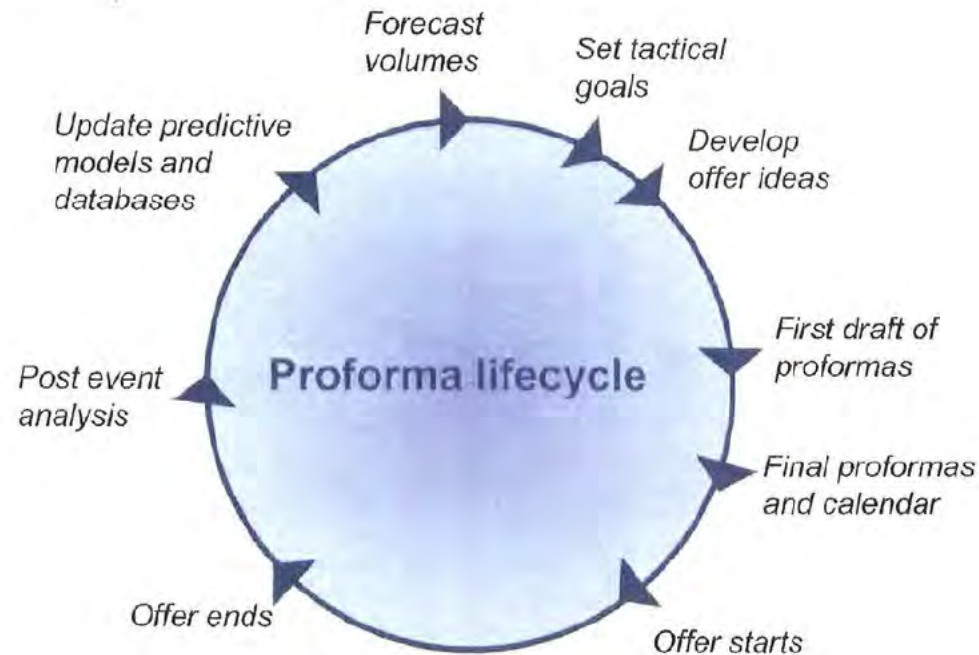 Forecast
volumes
Set tactical
goals
Develop
offer ideas
First draft of
proformas
Final proformas
and calendar
Offer starts
Offer ends
Post event
analysis
Update predictive
models and
databases
Proforma lifecycle